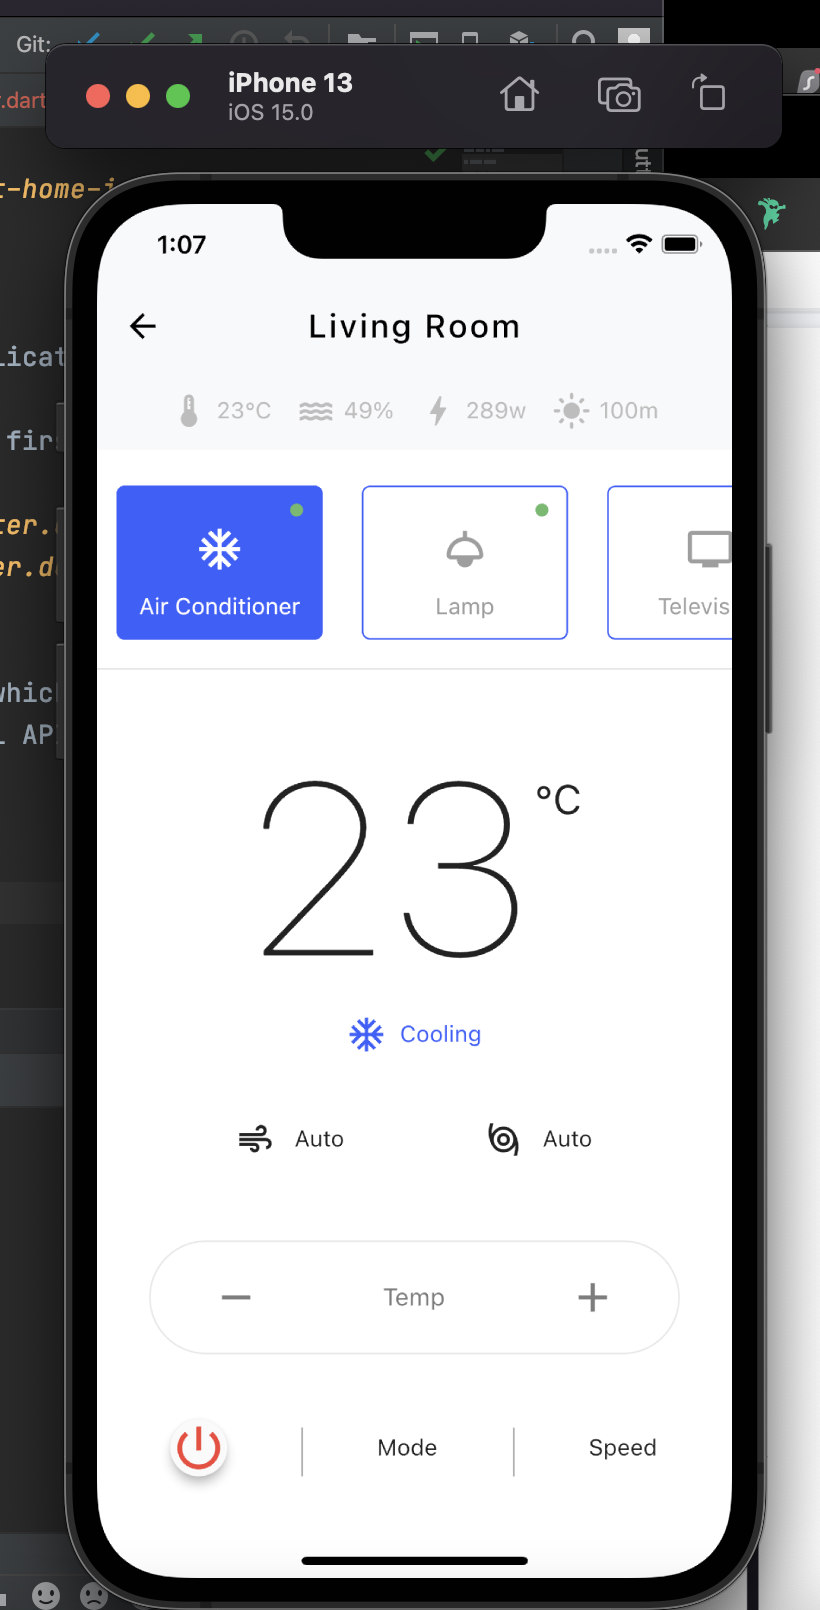 Git:
iPhone 13
iOS 15.0
.dart
t-home-i
1:07
Living Room
licat
23°C 49% 289w 100m
fir
ter.
er.d
Air Conditioner Lamp Televis
whic
AP
23 °C
Cooling
Auto Auto
− Temp +
Mode Speed